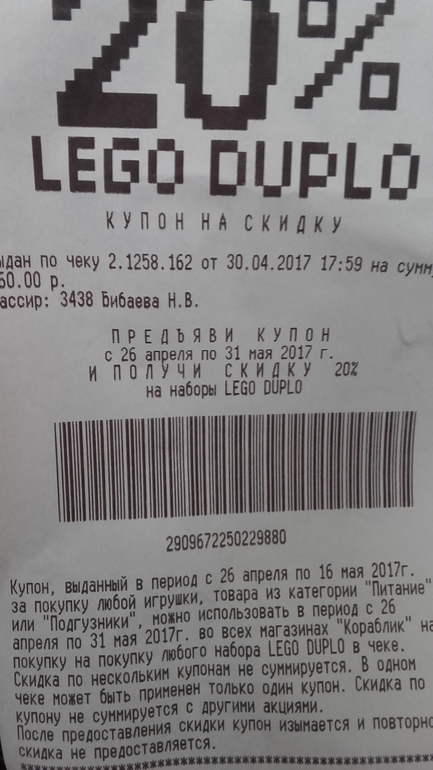 20%
LEGO DUPLO
КУПОН НА СКИДКУ
по чеку 2.1258.162 от 30.04.2017 17:59 на
60.00 р.
3438 Бибаева Н.В.
ПРЕДЪЯВИ КУПОН
с 26 апреля по 31 мая 2017 г.
И ПОЛУЧИ СКИДКУ 20%
на наборы LEGO DUPLO
2909672250229880
Купон, выданный в период с 26 апреля по 16 мая 2017г.
за покупку любой игрушки, товара из категории "Питание"
или "Подгузники", можно использовать в период с 26
апреля по 31 мая 2017г. во всех магазинах "Кораблик" на
покупку на покупку любого набора LEGO DUPLO в чеке.
Скидка по нескольким купонам не суммируется. В одном
чеке может быть применен только один купон. Скидка по
купону не суммируется с другими акциями.
После предоставления скидки купон изымается и
скидка не предоставляется.